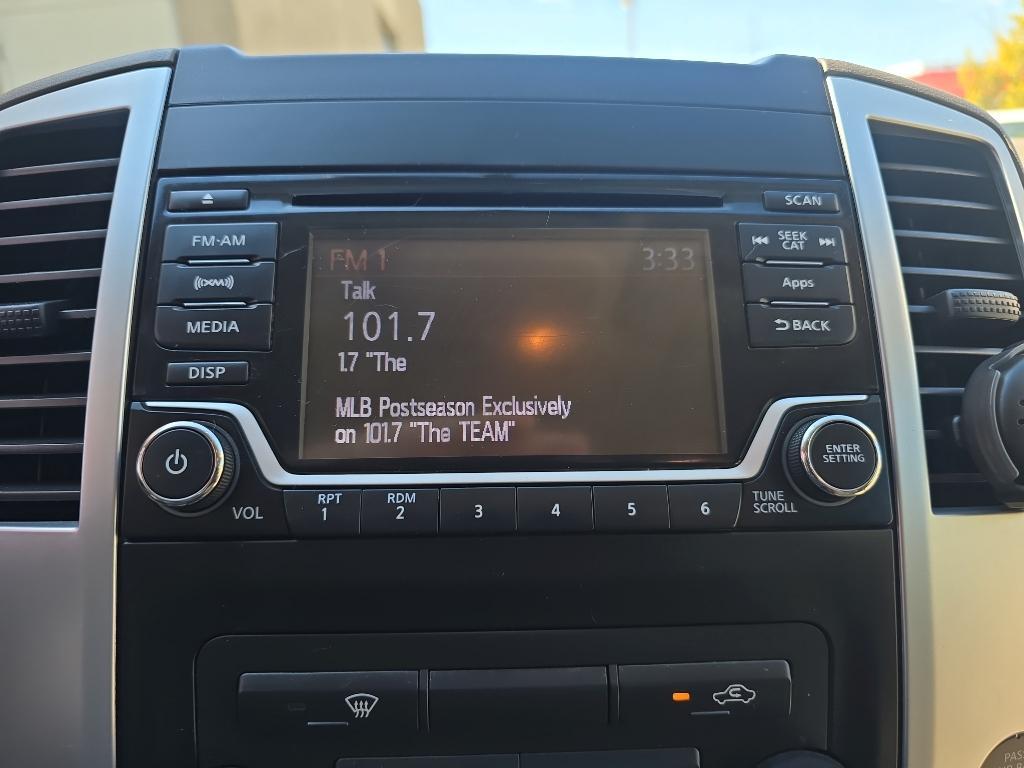 SCAN
FM·AM
SEEK
CAT
((XM))
Apps
MEDIA
BACK
DISP
FM 1
3:33
Talk
101.7
1.7 "The
MLB Postseason Exclusively
on 101.7 "The TEAM"
ENTER
SETTING
VOL
RPT
1
RDM
2
3
4
5
6
TUNE
SCROLL
PAS